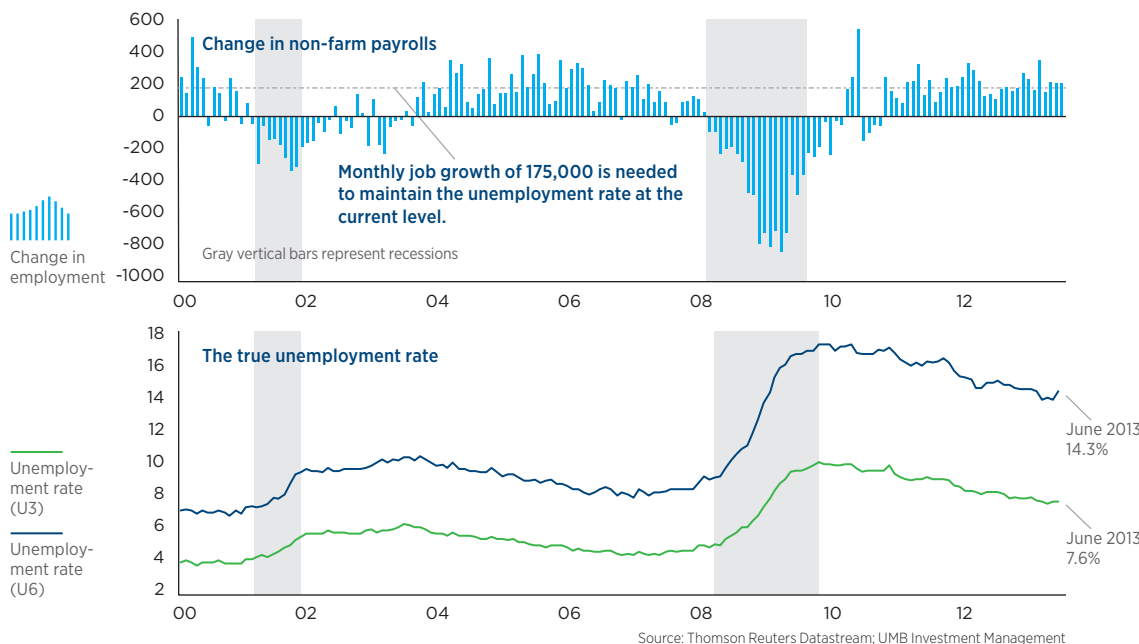 600
400
200
0
-200
-400
-600
-800
-1000
Change in non-farm payrolls
Monthly job growth of 175,000 is needed
to maintain the unemployment rate at the
current level.
Gray vertical bars represent recessions
Change in
employment
00 02 04 06 08 10 12
18
16
14
12
10
8
6
4
2
The true unemployment rate
June 2013
14.3%
June 2013
7.6%
Unemploy-
ment rate
(U3)
Unemploy-
ment rate
(U6)
00 02 04 06 08 10 12
Source: Thomson Reuters Datastream; UMB Investment Management